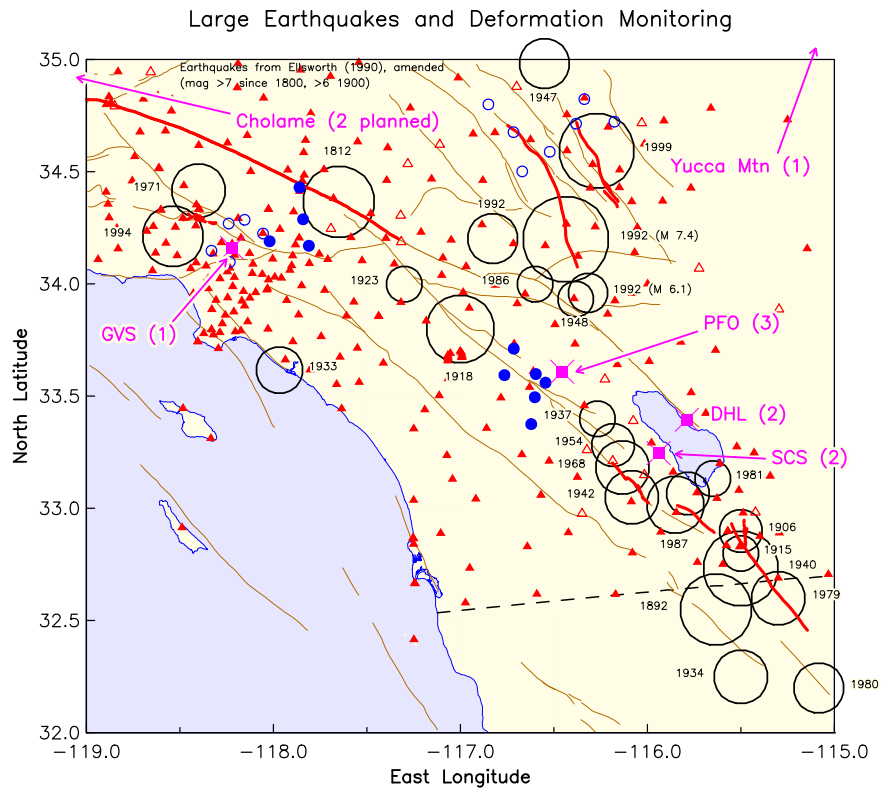 Large Earthquakes and Deformation Monitoring
35.0
Earthquakes from Ellsworth (1990), amended
(mag >7 since 1800, >6 1900)
1947
Cholame (2 planned)
1812
1999
Yucca Mtn (1)
34.5
1971
1992
1994
1992 (M 7.4)
34.0
1923
1986
1992 (M 6.1)
1948
GVS (1)
PFO (3)
1933
1918
33.5
1937
DHL (2)
1954
1968
SCS (2)
1981
1942
33.0
1906
1987
1915
1940
1979
1892
32.5
1934
1980
32.0
-119.0
-118.0
-117.0
-116.0
-115.0
East Longitude
North Latitude